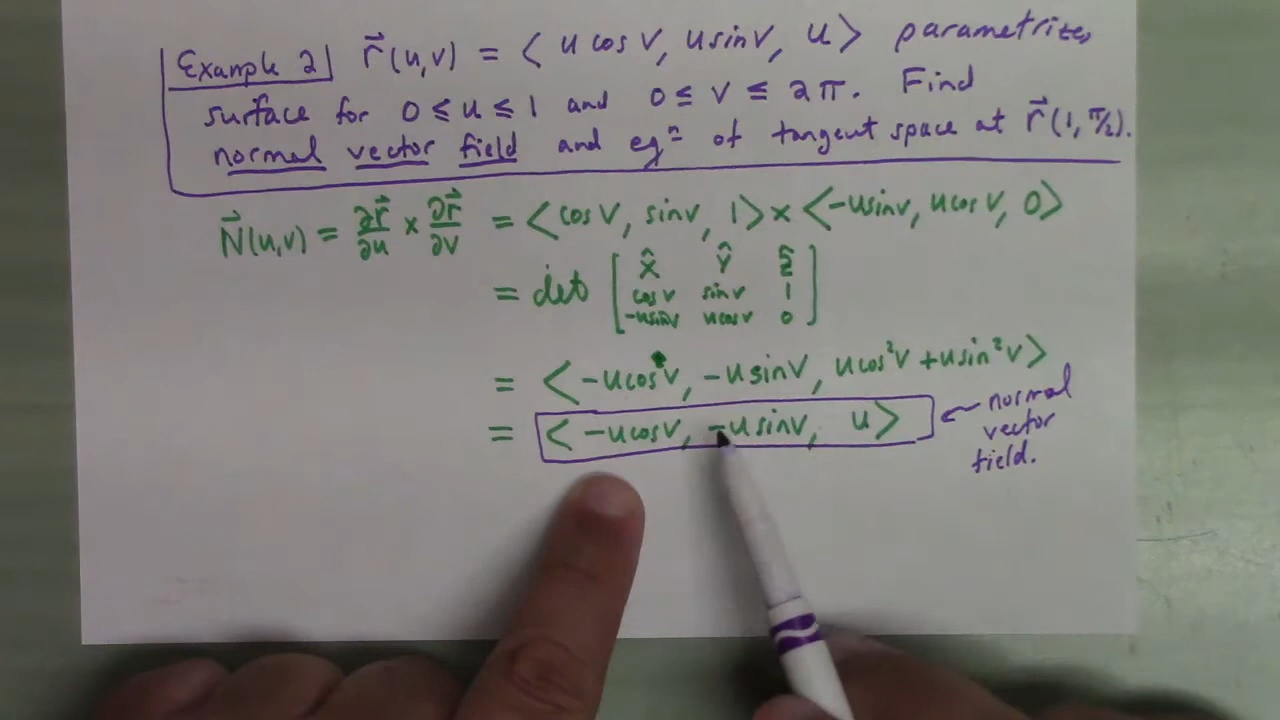 Example 2 r⃗(u,v) = ⟨ u cos v, u sin v, u ⟩ parametrizes
surface for 0 ≤ u ≤ 1 and 0 ≤ v ≤ 2π. Find
normal vector field and eqⁿ of tangent space at r⃗(1, π/2).
N⃗(u,v) = ∂r⃗/∂u × ∂r⃗/∂v = ⟨cos v, sin v, 1⟩ × ⟨-u sin v, u cos v, 0⟩
= det [ x̂ ŷ ẑ
cos v sin v 1
-u sin v u cos v 0 ]
= ⟨ -u cos v, -u sin v, u cos² v + u sin² v ⟩
= ⟨ -u cos v, -u sin v, u ⟩ ← normal
vector
field.